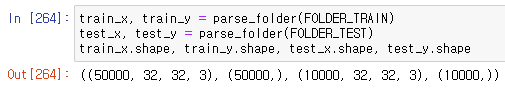 In [264]: train_x, train_y = parse_folder(FOLDER_TRAIN)
test_x, test_y = parse_folder(FOLDER_TEST)
train_x.shape, train_y.shape, test_x.shape, test_y.shape
Out[264]: ((50000, 32, 32, 3), (50000,), (10000, 32, 32, 3), (10000,))